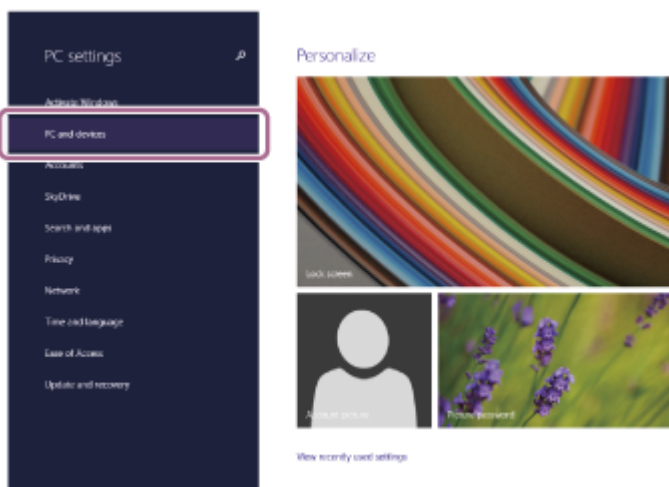 PC settings
Activate Windows
PC and devices
Accounts
SkyDrive
Search and apps
Privacy
Network
Time and language
Ease of Access
Update and recovery
Personalize
Lock screen
Account picture
Picture password
View recently used settings